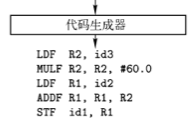 代码生成器
LDF R2, id3
MULF R2, R2, #60.0
LDF R1, id2
ADDF R1, R1, R2
STF id1, R1